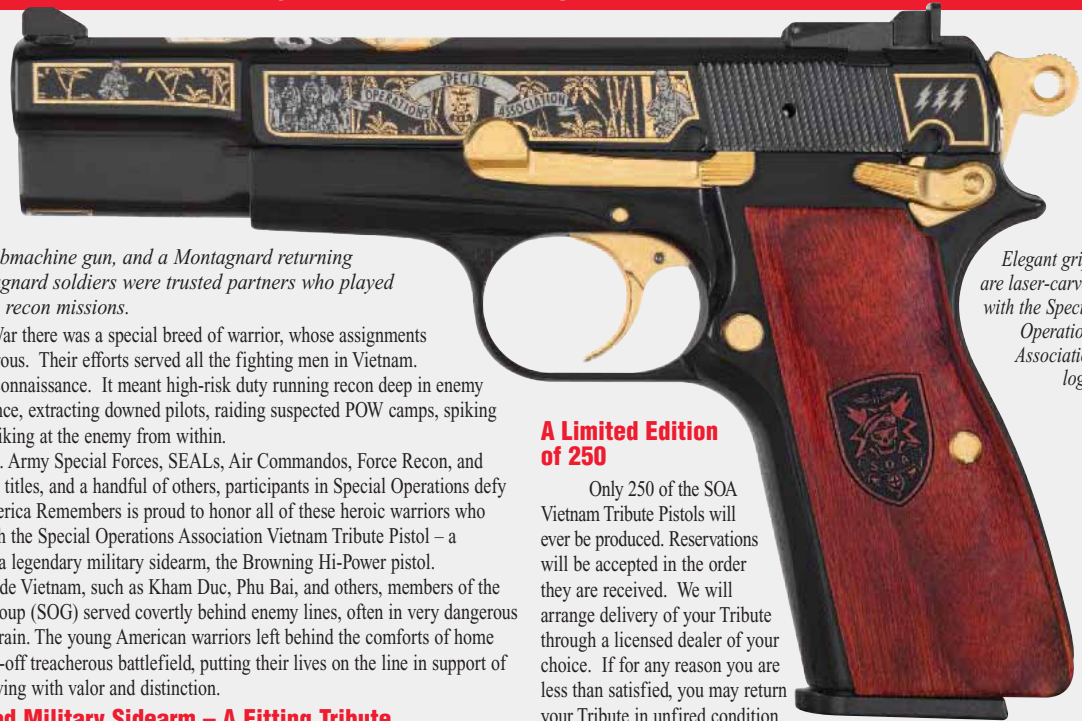 SPECIAL
OPERATIONS ASSOCIATION
bmachine gun, and a Montagnard returning
gnard soldiers were trusted partners who played
recon missions.
War there was a special breed of warrior, whose assignments
rous. Their efforts served all the fighting men in Vietnam.
onnaissance. It meant high-risk duty running recon deep in enemy
nce, extracting downed pilots, raiding suspected POW camps, spiking
iking at the enemy from within.
. Army Special Forces, SEALs, Air Commandos, Force Recon, and
titles, and a handful of others, participants in Special Operations defy
erica Remembers is proud to honor all of these heroic warriors who
h the Special Operations Association Vietnam Tribute Pistol – a
a legendary military sidearm, the Browning Hi-Power pistol.
de Vietnam, such as Kham Duc, Phu Bai, and others, members of the
oup (SOG) served covertly behind enemy lines, often in very dangerous
rain. The young American warriors left behind the comforts of home
-off treacherous battlefield, putting their lives on the line in support of
ving with valor and distinction.
ed Military Sidearm – A Fitting Tribute
A Limited Edition
of 250
Only 250 of the SOA
Vietnam Tribute Pistols will
ever be produced. Reservations
will be accepted in the order
they are received. We will
arrange delivery of your Tribute
through a licensed dealer of your
choice. If for any reason you are
less than satisfied, you may return
your Tribute in unfired condition
Elegant gri
are laser-carv
with the Speci
Operatio
Associati
log
S.O.A.